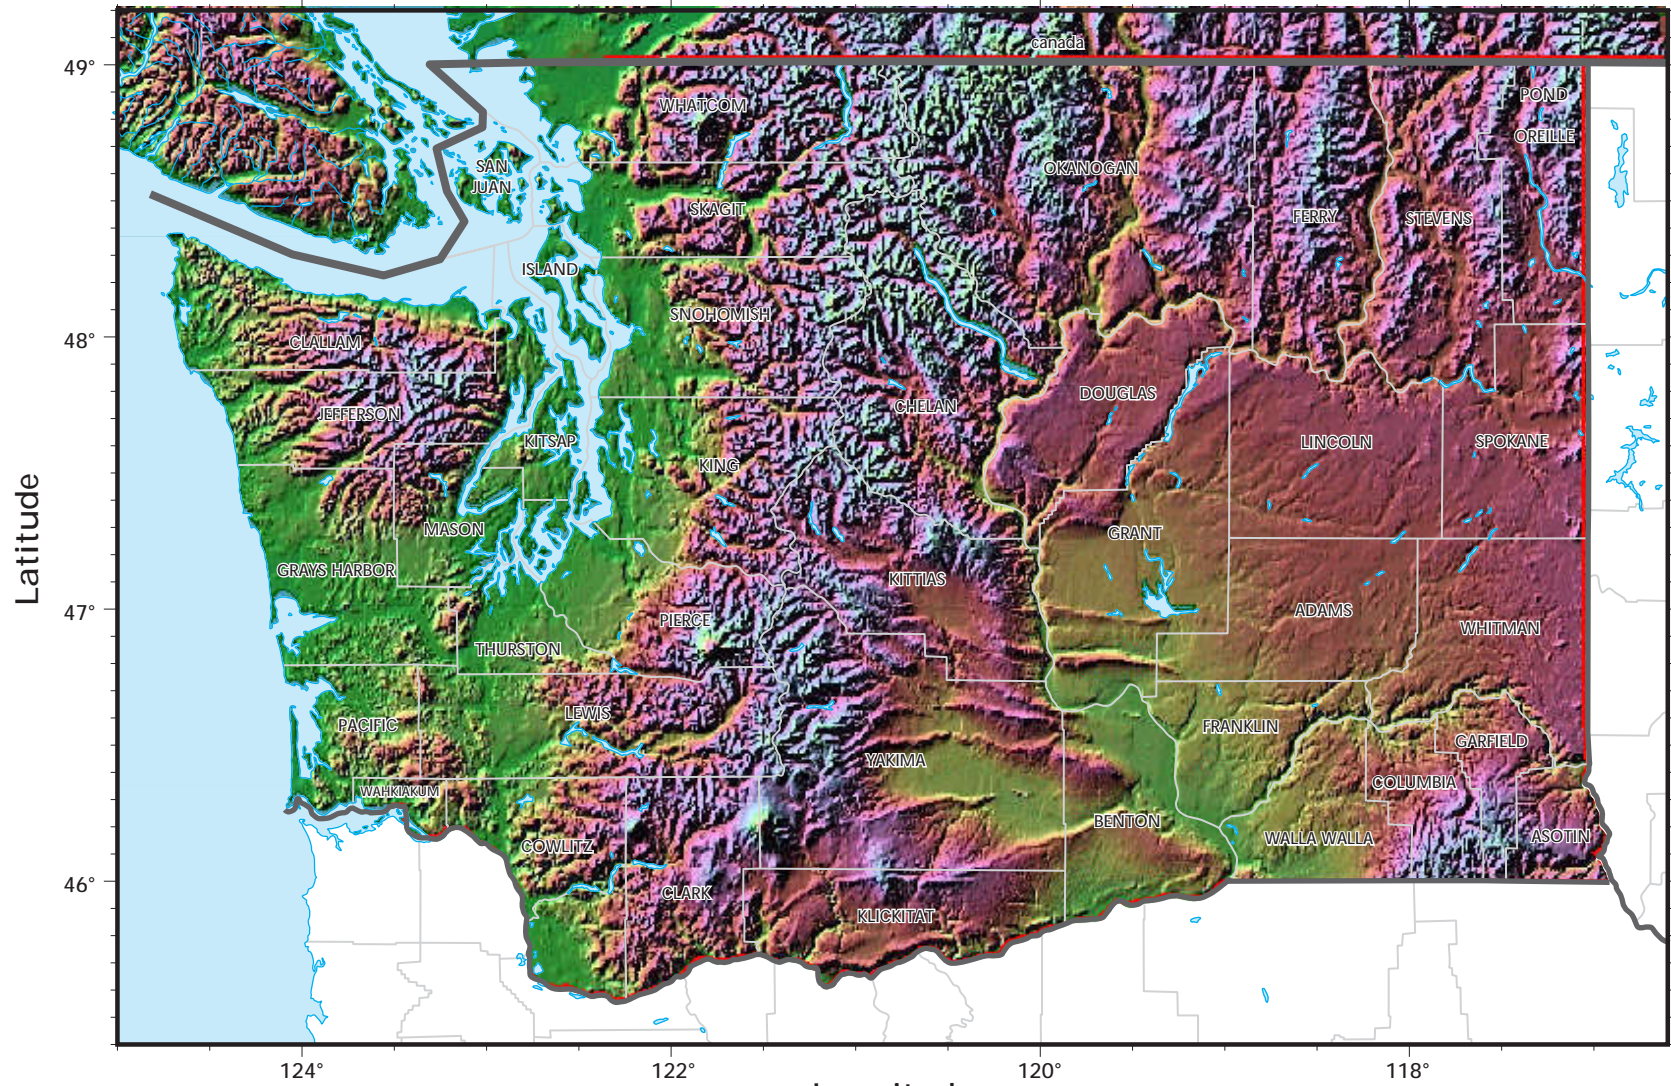 canada
49°
WHATCOM
POND
OREILLE
SAN
JUAN
OKANOGAN
SKAGIT
FERRY
STEVENS
ISLAND
SNOHOMISH
48°
CLALLAM
DOUGLAS
CHELAN
JEFFERSON
KITSAP
LINCOLN
SPOKANE
KING
Latitude
MASON
GRANT
GRAYS HARBOR
KITTIAS
47°
ADAMS
PIERCE
WHITMAN
THURSTON
LEWIS
PACIFIC
FRANKLIN
GARFIELD
YAKIMA
COLUMBIA
WAHKIAKUM
BENTON
WALLA WALLA
ASOTIN
COWLITZ
46°
CLARK
KLICKITAT
124°
122°
120°
118°